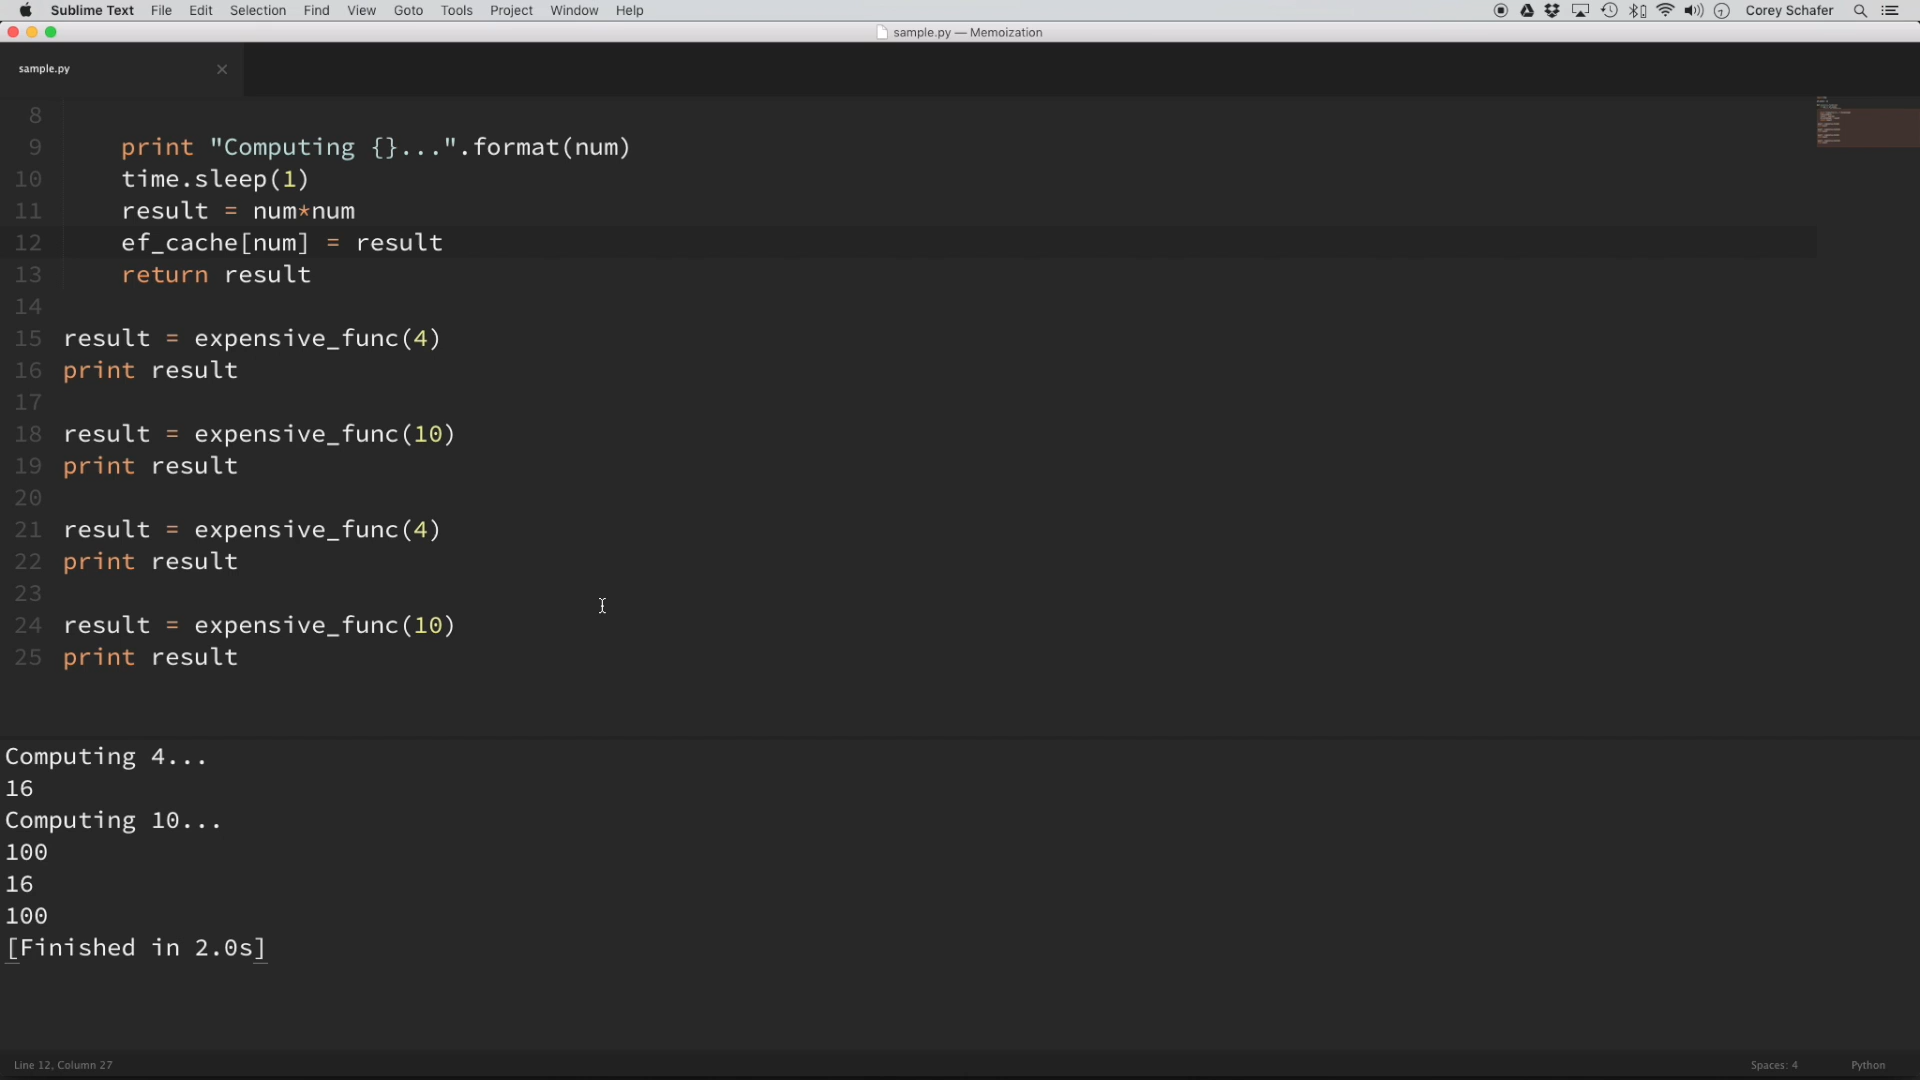 Sublime Text File Edit Selection Find View Goto Tools Project Window Help Corey Schafer
sample.py — Memoization
sample.py
8
9 print "Computing {}...".format(num)
10 time.sleep(1)
11 result = num*num
12 ef_cache[num] = result
13 return result
14
15 result = expensive_func(4)
16 print result
17
18 result = expensive_func(10)
19 print result
20
21 result = expensive_func(4)
22 print result
23
24 result = expensive_func(10)
25 print result
Computing 4...
16
Computing 10...
100
16
100
[Finished in 2.0s]
Line 12, Column 27 Spaces: 4 Python